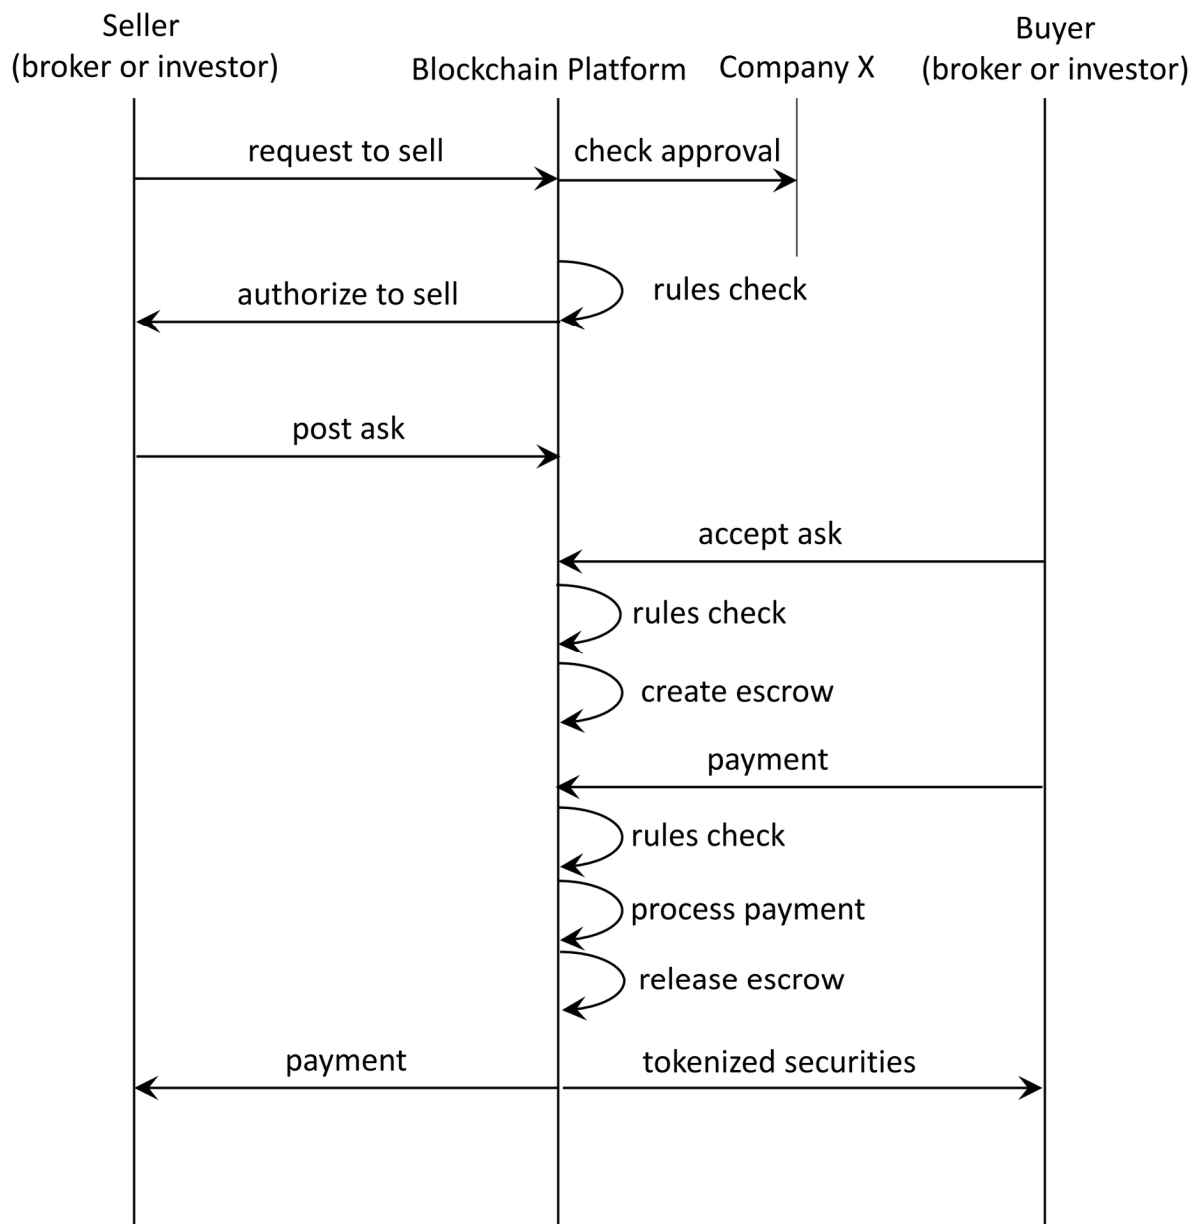 Seller
(broker or investor)
Blockchain Platform
Company X
Buyer
(broker or investor)
request to sell
check approval
rules check
authorize to sell
post ask
accept ask
rules check
create escrow
payment
rules check
process payment
release escrow
payment
tokenized securities